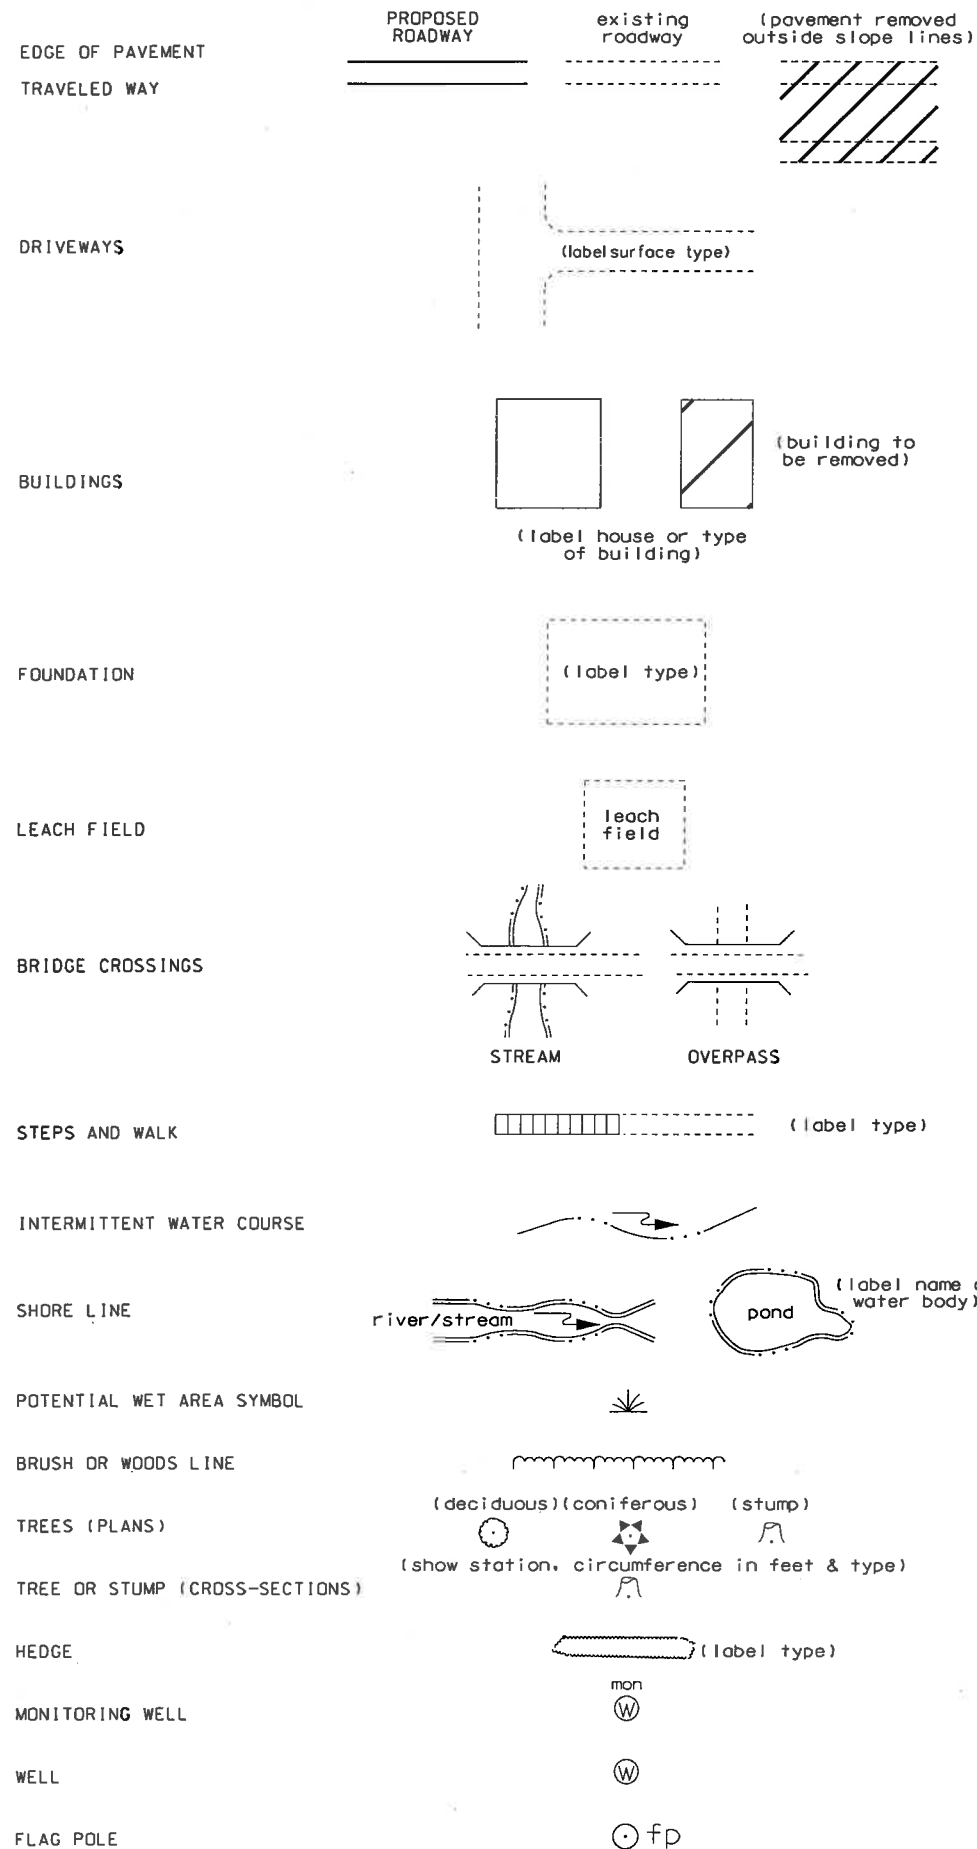 PROPOSED
ROADWAY
existing
roadway
(pavement removed
outside slope lines)
EDGE OF PAVEMENT
TRAVELED WAY
DRIVEWAYS
(label surface type)
BUILDINGS
(building to
be removed)
(label house or type
of building)
FOUNDATION
(label type)
LEACH FIELD
leach
field
BRIDGE CROSSINGS
STREAM
OVERPASS
STEPS AND WALK
(label type)
INTERMITTENT WATER COURSE
SHORE LINE
river/stream
pond
(label name
water body)
POTENTIAL WET AREA SYMBOL
BRUSH OR WOODS LINE
TREES (PLANS)
(deciduous) (coniferous) (stump)
(show station, circumference in feet & type)
TREE OR STUMP (CROSS-SECTIONS)
HEDGE
(label type)
MONITORING WELL
mon
W
WELL
W
FLAG POLE
fp